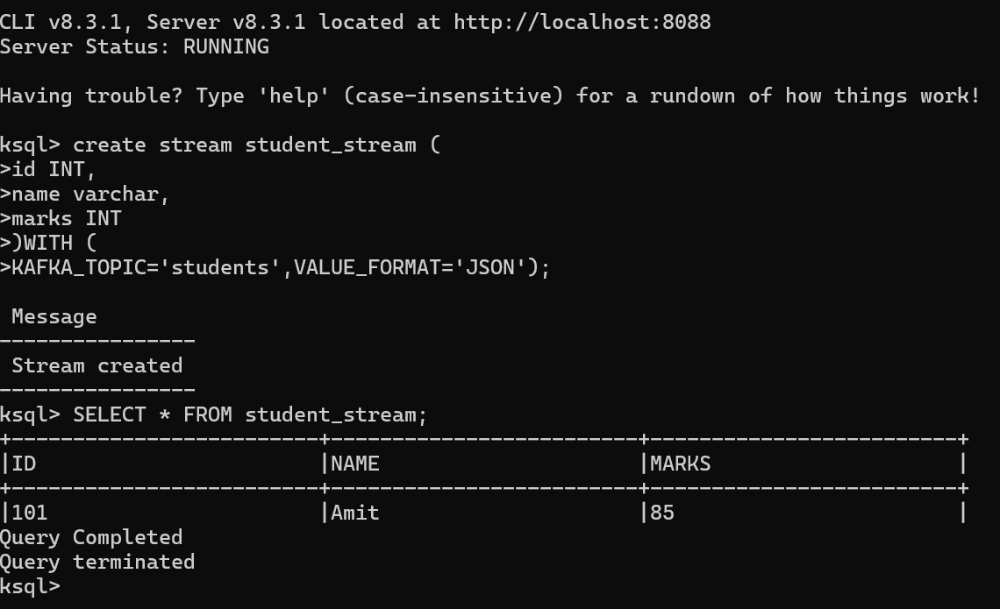 CLI v8.3.1, Server v8.3.1 located at http://localhost:8088
Server Status: RUNNING
Having trouble? Type 'help' (case-insensitive) for a rundown of how things work!
ksql> create stream student_stream (
>id INT,
>name varchar,
>marks INT
>)WITH (
>KAFKA_TOPIC='students',VALUE_FORMAT='JSON');
 Message
----------------
 Stream created
----------------
ksql> SELECT * FROM student_stream;
+-------------------------+-------------------------+-------------------------+
|ID                       |NAME                     |MARKS                    |
+-------------------------+-------------------------+-------------------------+
|101                      |Amit                     |85                       |
Query Completed
Query terminated
ksql>